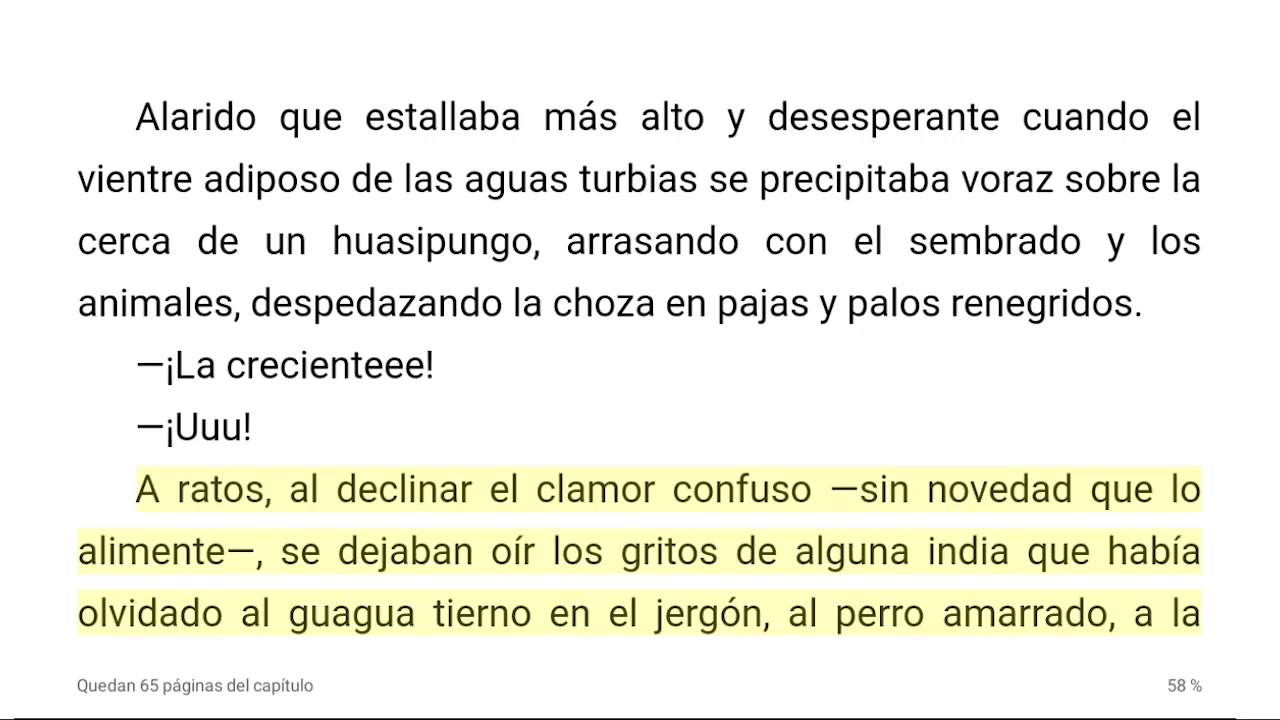 Alarido que estallaba más alto y desesperante cuando el
vientre adiposo de las aguas turbias se precipitaba voraz sobre la
cerca de un huasipungo, arrasando con el sembrado y los
animales, despedazando la choza en pajas y palos renegridos.
—¡La crecienteee!
—¡Uuu!
A ratos, al declinar el clamor confuso —sin novedad que lo
alimente—, se dejaban oír los gritos de alguna india que había
olvidado al guagua tierno en el jergón, al perro amarrado, a la
Quedan 65 páginas del capítulo
58 %